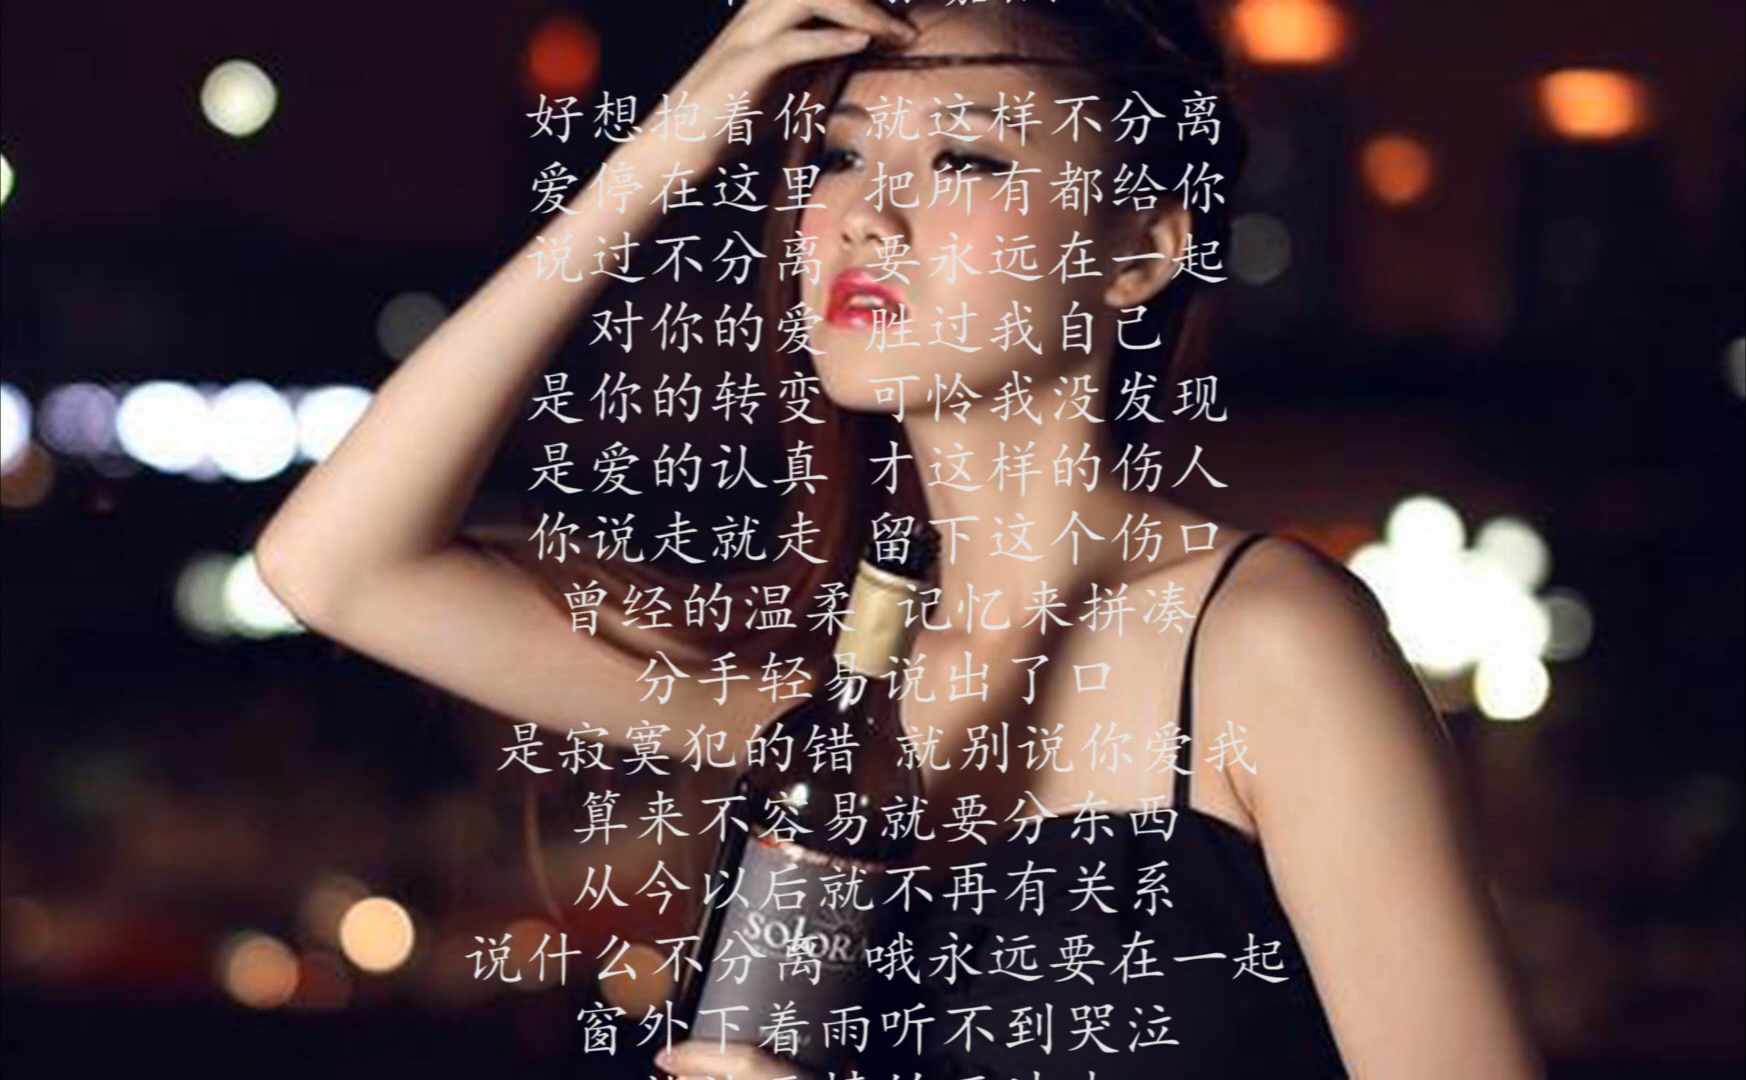 好想抱着你 就这样不分离
爱停在这里 把所有都给你
说过不分离 要永远在一起
对你的爱 胜过我自己
是你的转变 可怜我没发现
是爱的认真 才这样的伤人
你说走就走 留下这个伤口
曾经的温柔 记忆来拼凑
分手轻易说出了口
是寂寞犯的错 就别说你爱我
算来不容易就要分东西
从今以后就不再有关系
说什么不分离 哦永远要在一起
窗外下着雨听不到哭泣